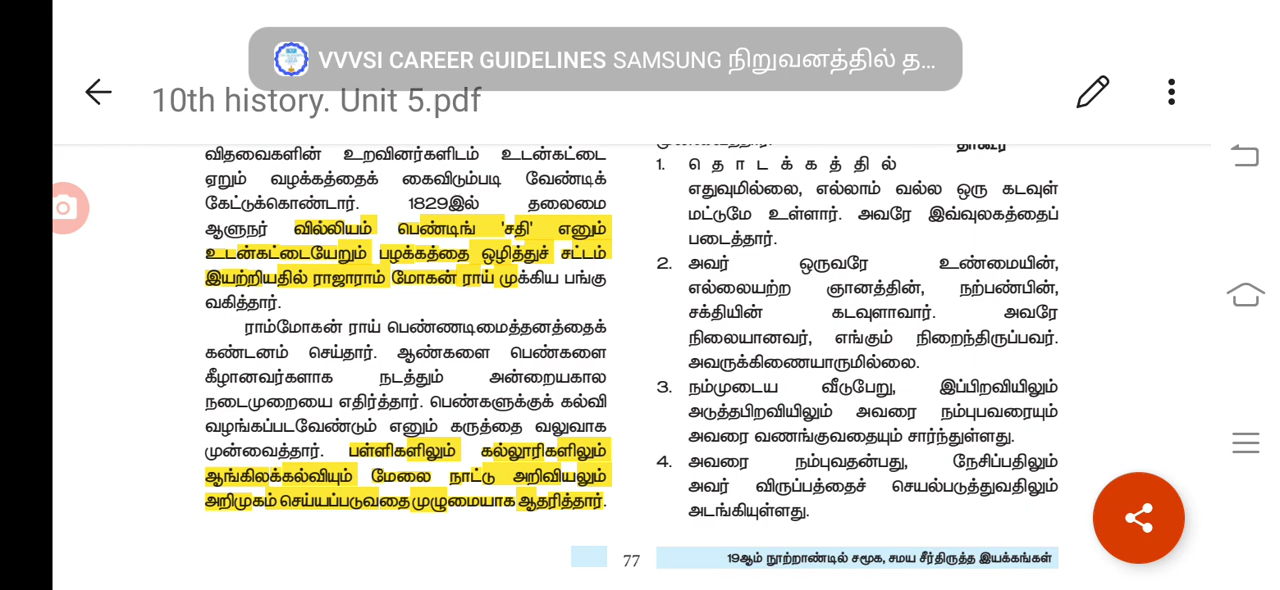 VVVSI CAREER GUIDELINES SAMSUNG நிறுவனத்தில் த...
10th history. Unit 5.pdf
விதவைகளின் உறவினர்களிடம் உடன்கட்டை
ஏறும் வழக்கத்தைக் கைவிடும்படி வேண்டிக்
கேட்டுக்கொண்டார். 1829இல் தலைமை
ஆளுநர் வில்லியம் பெண்டிங் 'சதி' எனும்
உடன்கட்டையேறும் பழக்கத்தை ஒழித்துச் சட்டம்
இயற்றியதில் ராஜாராம் மோகன் ராய் முக்கிய பங்கு
வகித்தார்.
ராம்மோகன் ராய் பெண்ணடிமைத்தனத்தைக்
கண்டனம் செய்தார். ஆண்களை பெண்களை
கீழானவர்களாக நடத்தும் அன்றையகால
நடைமுறையை எதிர்த்தார். பெண்களுக்குக் கல்வி
வழங்கப்படவேண்டும் எனும் கருத்தை வலுவாக
முன்வைத்தார். பள்ளிகளிலும் கல்லூரிகளிலும்
ஆங்கிலக்கல்வியும் மேலை நாட்டு அறிவியலும்
அறிமுகம் செய்யப்படுவதை முழுமையாக ஆதரித்தார்.
தாகூர்
1. தொடக்கத்தில்
எதுவுமில்லை, எல்லாம் வல்ல ஒரு கடவுள்
மட்டுமே உள்ளார். அவரே இவ்வுலகத்தைப்
படைத்தார்.
2. அவர் ஒருவரே உண்மையின்,
எல்லையற்ற ஞானத்தின், நற்பண்பின்,
சக்தியின் கடவுளாவார். அவரே
நிலையானவர், எங்கும் நிறைந்திருப்பவர்.
அவருக்கிணையாருமில்லை.
3. நம்முடைய வீடுபேறு, இப்பிறவியிலும்
அடுத்தபிறவியிலும் அவரை நம்புபவரையும்
அவரை வணங்குவதையும் சார்ந்துள்ளது.
4. அவரை நம்புவதன்பது, நேசிப்பதிலும்
அவர் விருப்பத்தைச் செயல்படுத்துவதிலும்
அடங்கியுள்ளது.
77 19ஆம் நூற்றாண்டில் சமூக, சமய சீர்திருத்த இயக்கங்கள்